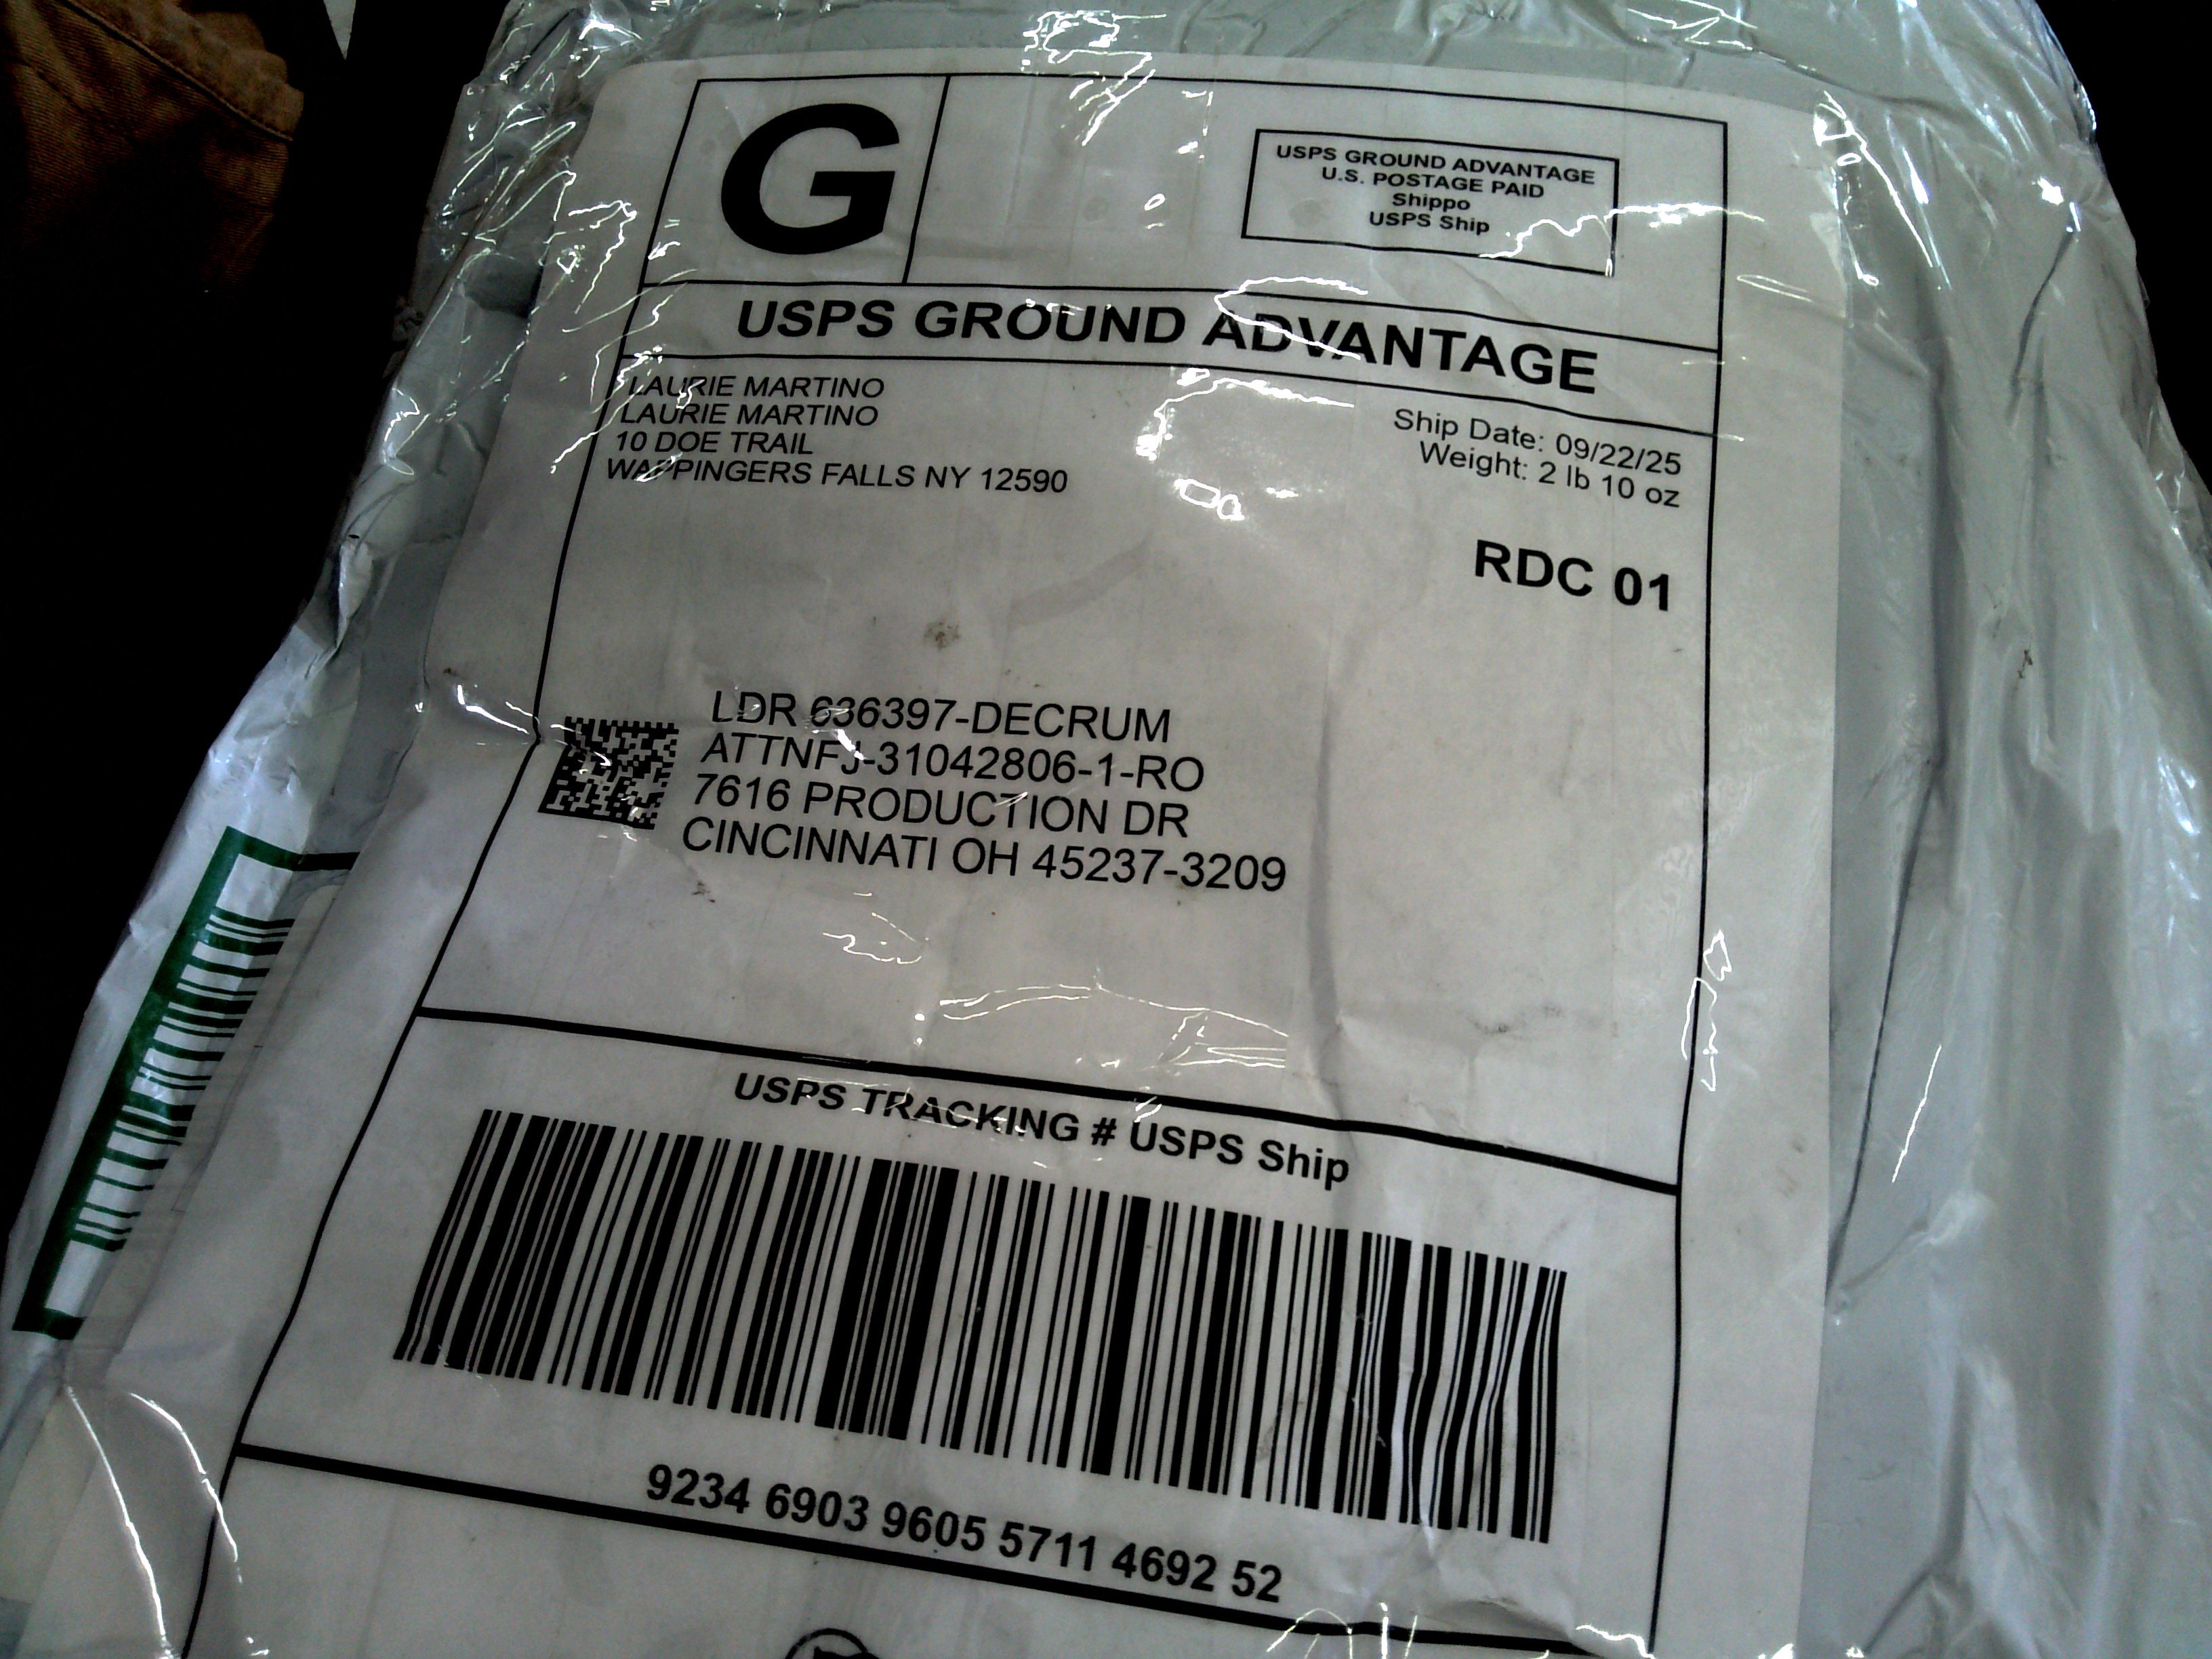 G
USPS GROUND ADVANTAGE
U.S. POSTAGE PAID
Shippo
USPS Ship
USPS GROUND ADVANTAGE
LAURIE MARTINO
LAURIE MARTINO
10 DOE TRAIL
WAPPINGERS FALLS NY 12590
Ship Date: 09/22/25
Weight: 2 lb 10 oz
RDC 01
LDR 636397-DECRUM
ATTNFJ-31042806-1-RO
7616 PRODUCTION DR
CINCINNATI OH 45237-3209
USPS TRACKING # USPS Ship
9234 6903 9605 5711 4692 52